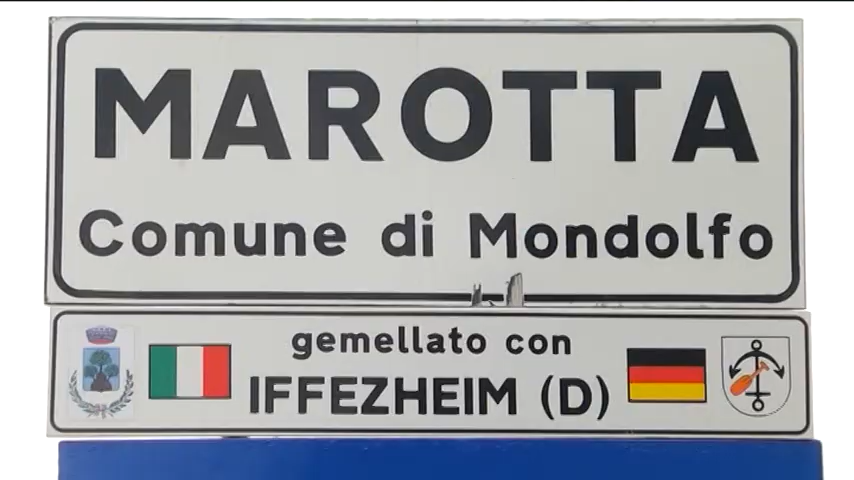 MAROTTA
Comune di Mondolfo
gemellato con
IFFEZHEIM (D)